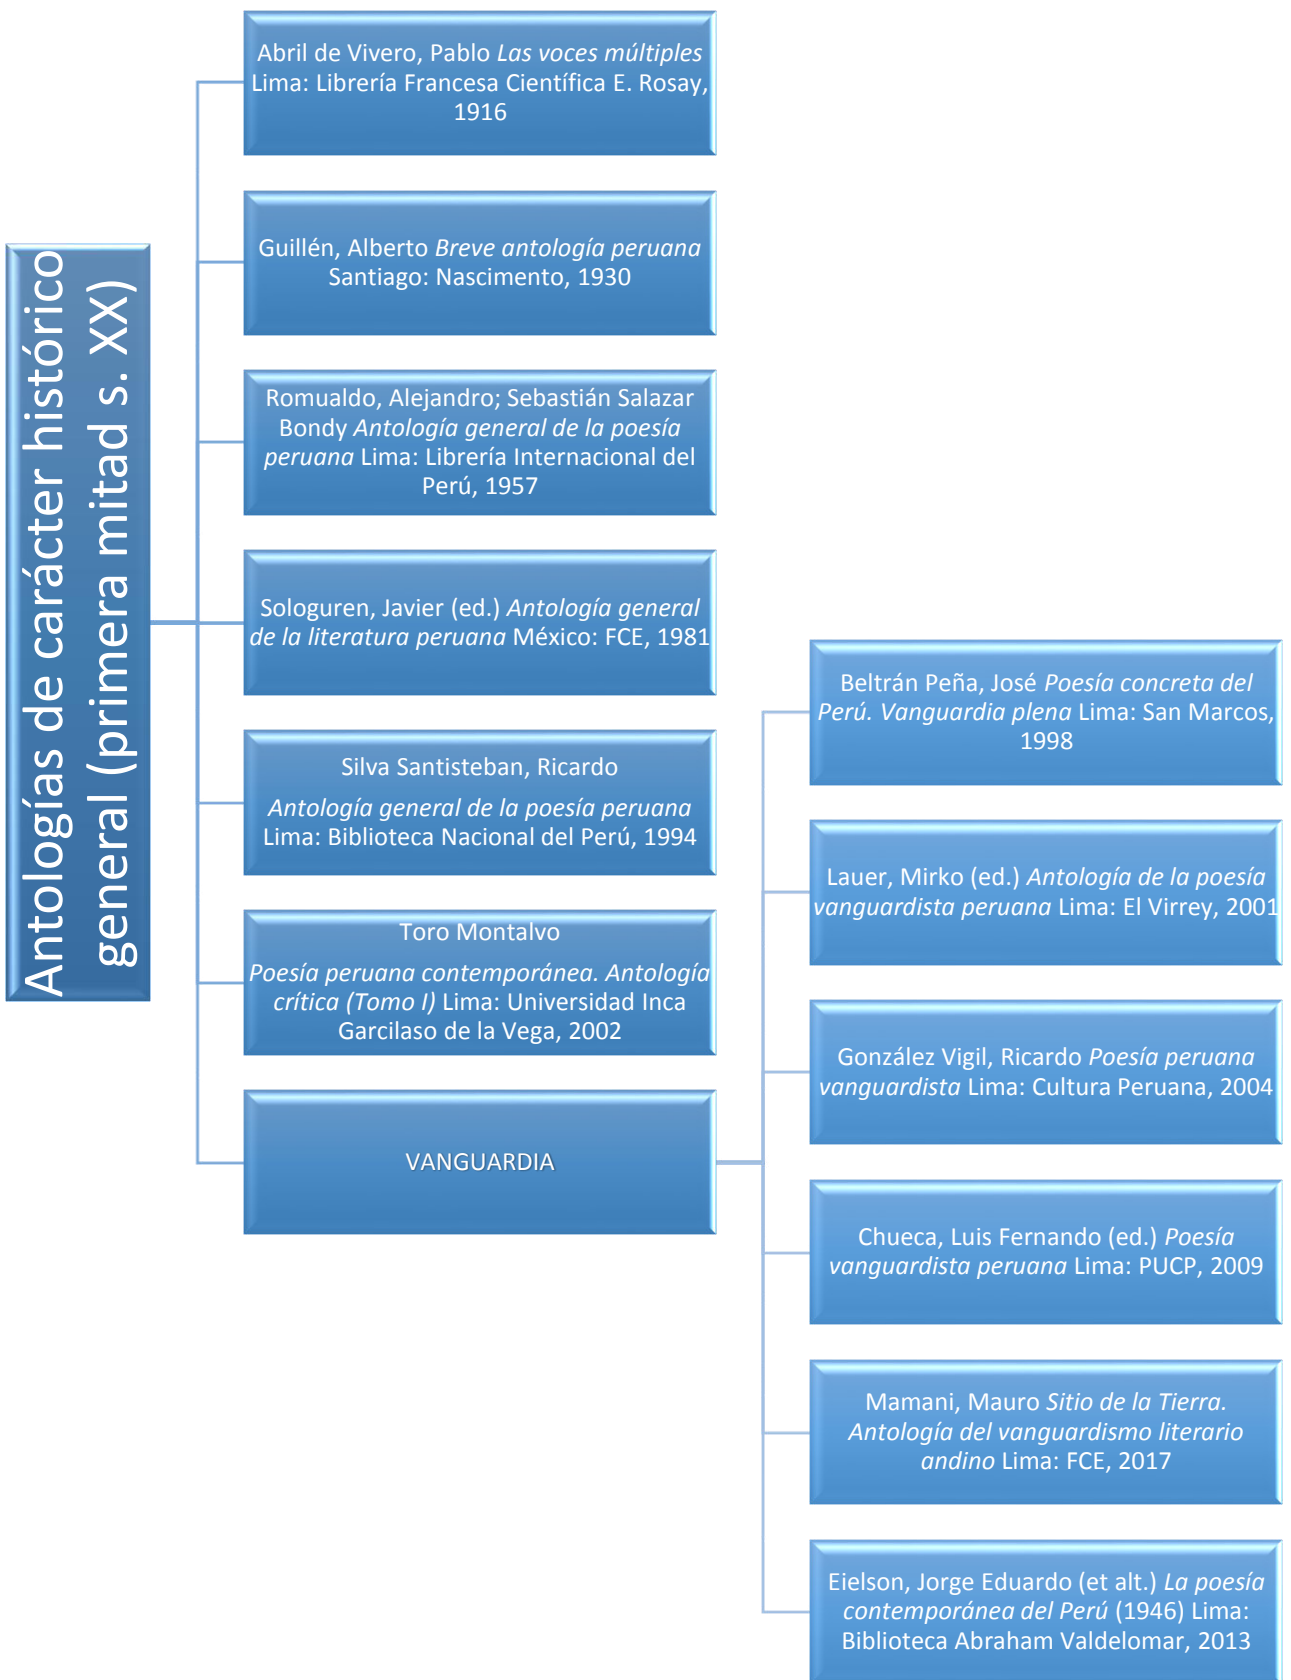 Antologías de carácter histórico
general (primera mitad s. XX)
Abril de Vivero, Pablo Las voces múltiples
Lima: Librería Francesa Científica E. Rosay,
1916
Guillén, Alberto Breve antología peruana
Santiago: Nascimento, 1930
Romualdo, Alejandro; Sebastián Salazar
Bondy Antología general de la poesía
peruana Lima: Librería Internacional del
Perú, 1957
Sologuren, Javier (ed.) Antología general
de la literatura peruana México: FCE, 1981
Silva Santisteban, Ricardo
Antología general de la poesía peruana
Lima: Biblioteca Nacional del Perú, 1994
Toro Montalvo
Poesía peruana contemporánea. Antología
crítica (Tomo I) Lima: Universidad Inca
Garcilaso de la Vega, 2002
VANGUARDIA
Beltrán Peña, José Poesía concreta del
Perú. Vanguardia plena Lima: San Marcos,
1998
Lauer, Mirko (ed.) Antología de la poesía
vanguardista peruana Lima: El Virrey, 2001
González Vigil, Ricardo Poesía peruana
vanguardista Lima: Cultura Peruana, 2004
Chueca, Luis Fernando (ed.) Poesía
vanguardista peruana Lima: PUCP, 2009
Mamani, Mauro Sitio de la Tierra.
Antología del vanguardismo literario
andino Lima: FCE, 2017
Eielson, Jorge Eduardo (et alt.) La poesía
contemporánea del Perú (1946) Lima:
Biblioteca Abraham Valdelomar, 2013